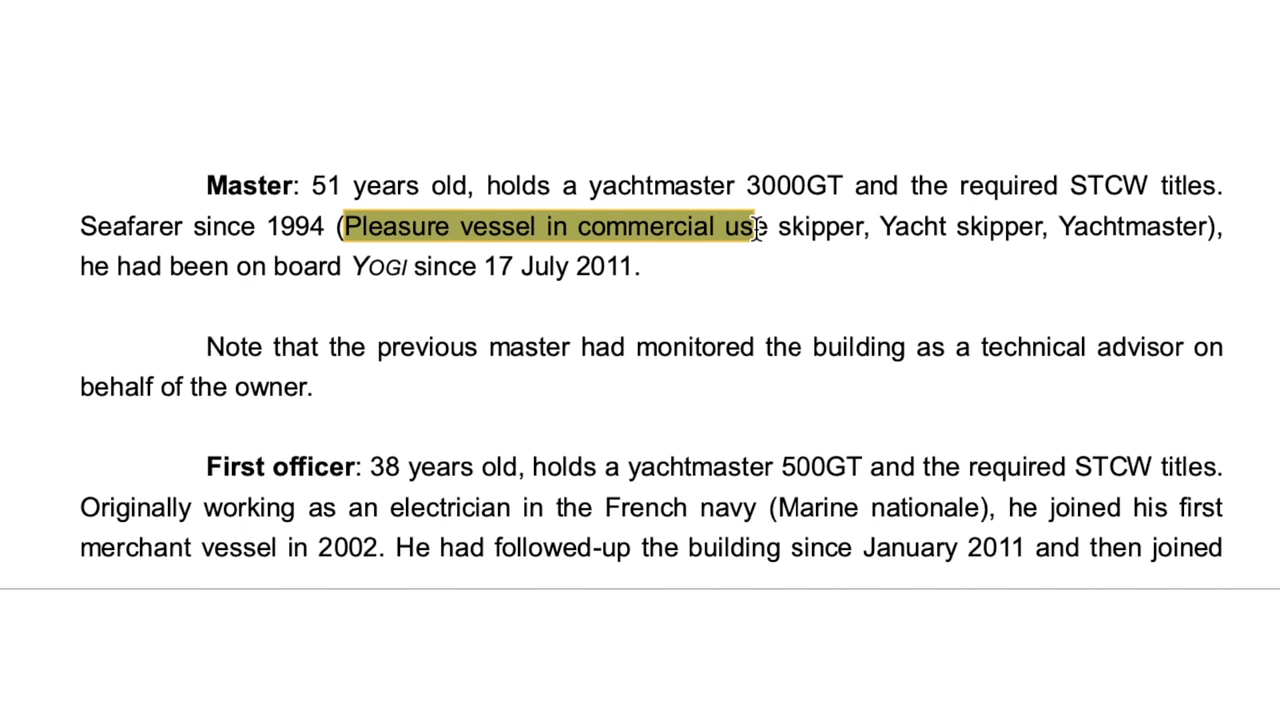 Master: 51 years old, holds a yachtmaster 3000GT and the required STCW titles.
Seafarer since 1994 (Pleasure vessel in commercial use skipper, Yacht skipper, Yachtmaster),
he had been on board YOGI since 17 July 2011.
Note that the previous master had monitored the building as a technical advisor on
behalf of the owner.
First officer: 38 years old, holds a yachtmaster 500GT and the required STCW titles.
Originally working as an electrician in the French navy (Marine nationale), he joined his first
merchant vessel in 2002. He had followed-up the building since January 2011 and then joined